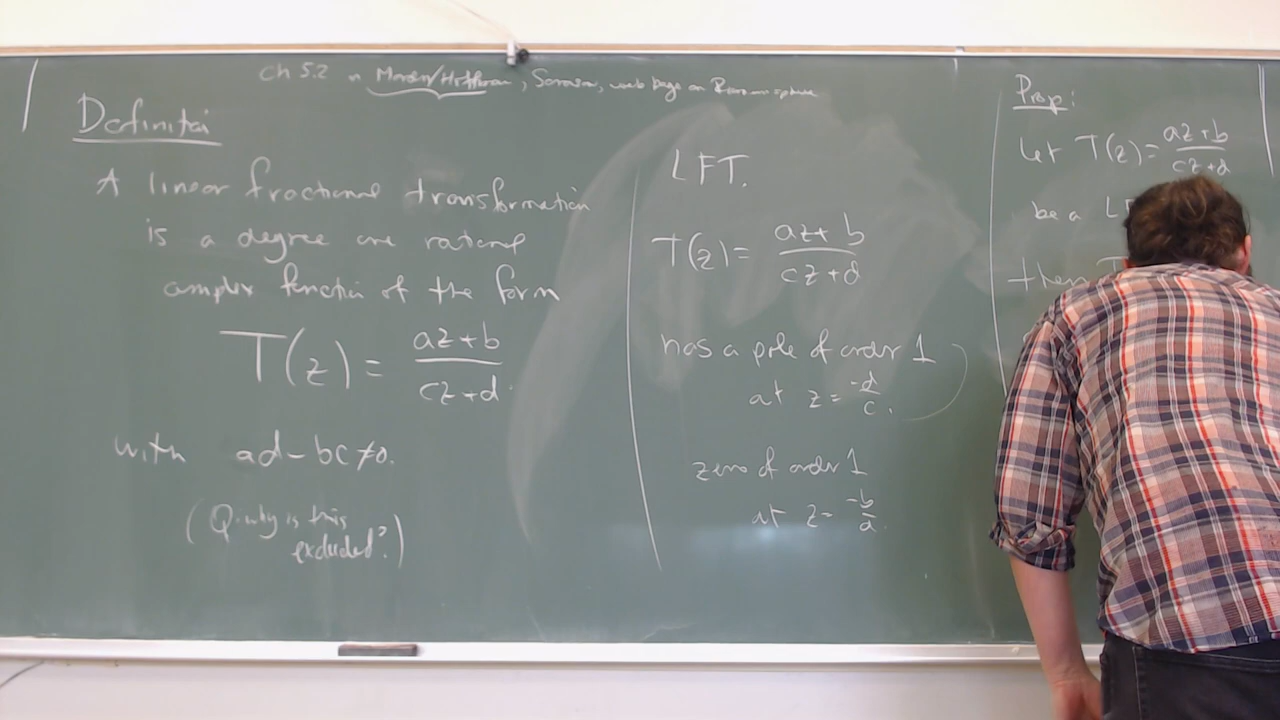 Ch 5.2 in Marsden/Hoffman, , web page on Riemann sphere
Definition
A linear fractional transformation
is a degree one rational
complex function of the form
T(z) = az+b / cz+d.
with ad-bc≠0.
(Q: why is this
excluded?)
LFT.
T(z) = az+b / cz+d
has a pole of order 1
at z = -d/c.
zero of order 1
at z = -b/a.
Prop:
Let T(z) = az+b / cz+d
be a
then